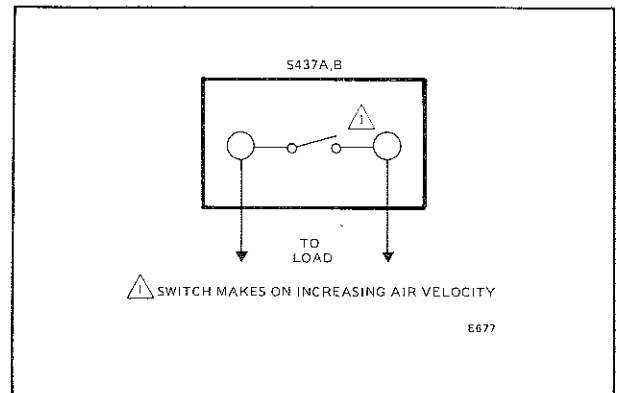 S437A,B
1
TO
LOAD
1 SWITCH MAKES ON INCREASING AIR VELOCITY
E677